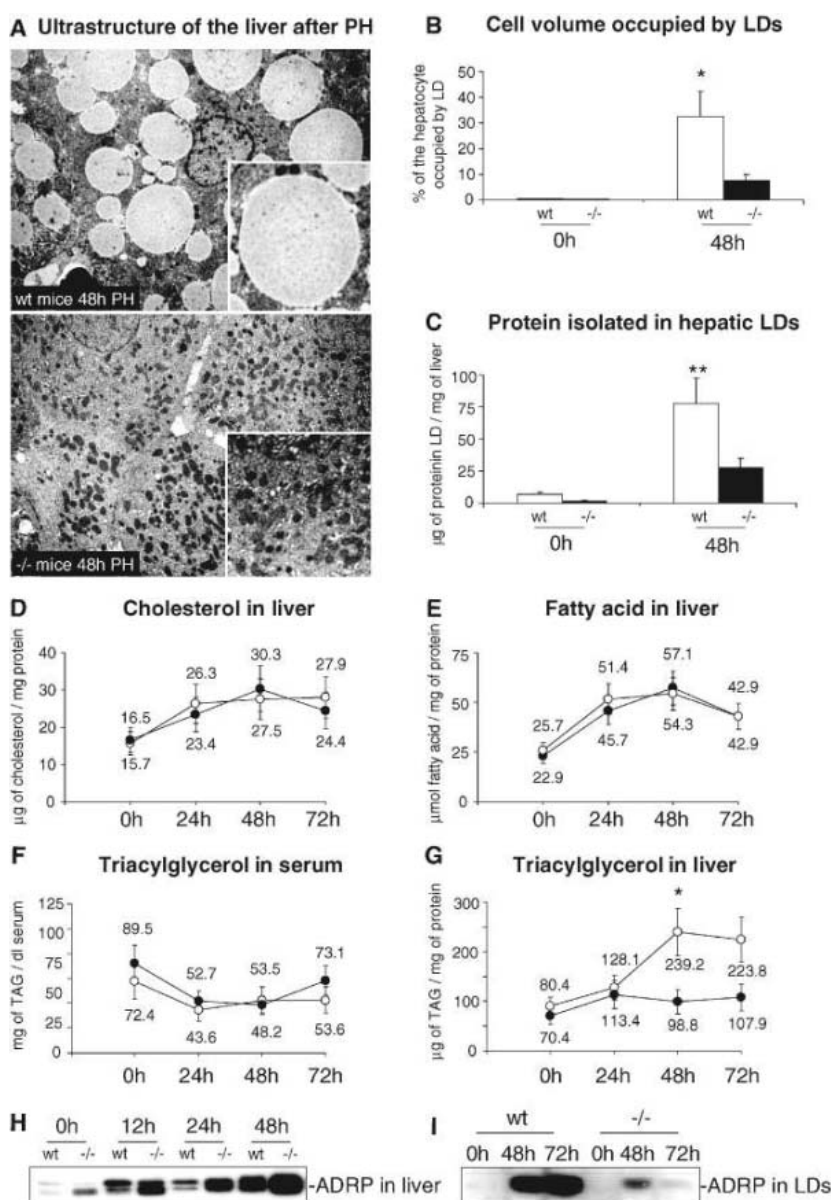 A Ultrastructure of the liver after PH
wt mice 48h PH
-/- mice 48h PH
B Cell volume occupied by LDs
% of the hepatocyte
occupied by LD
50
40
30
20
10
0
*
wt -/- wt -/-
0h 48h
C Protein isolated in hepatic LDs
µg of proteinin LD / mg of liver
100
75
50
25
0
**
wt -/- wt -/-
0h 48h
D Cholesterol in liver
µg of cholesterol / mg protein
40
30
20
10
0
16.5 26.3 30.3 27.9
15.7 23.4 27.5 24.4
0h 24h 48h 72h
E Fatty acid in liver
µmol fatty acid / mg of protein
75
50
25
0
25.7 51.4 57.1 42.9
22.9 45.7 54.3 42.9
0h 24h 48h 72h
F Triacylglycerol in serum
mg of TAG / dl serum
125
100
75
50
25
0
89.5 52.7 53.5 73.1
72.4 43.6 48.2 53.6
0h 24h 48h 72h
G Triacylglycerol in liver
µg of TAG / mg of protein
300
200
100
0
*
80.4 128.1 239.2 223.8
70.4 113.4 98.8 107.9
0h 24h 48h 72h
H 0h 12h 24h 48h
wt -/- wt -/- wt -/- wt -/-
-ADRP in liver
I wt -/-
0h 48h 72h 0h 48h 72h
-ADRP in LDs